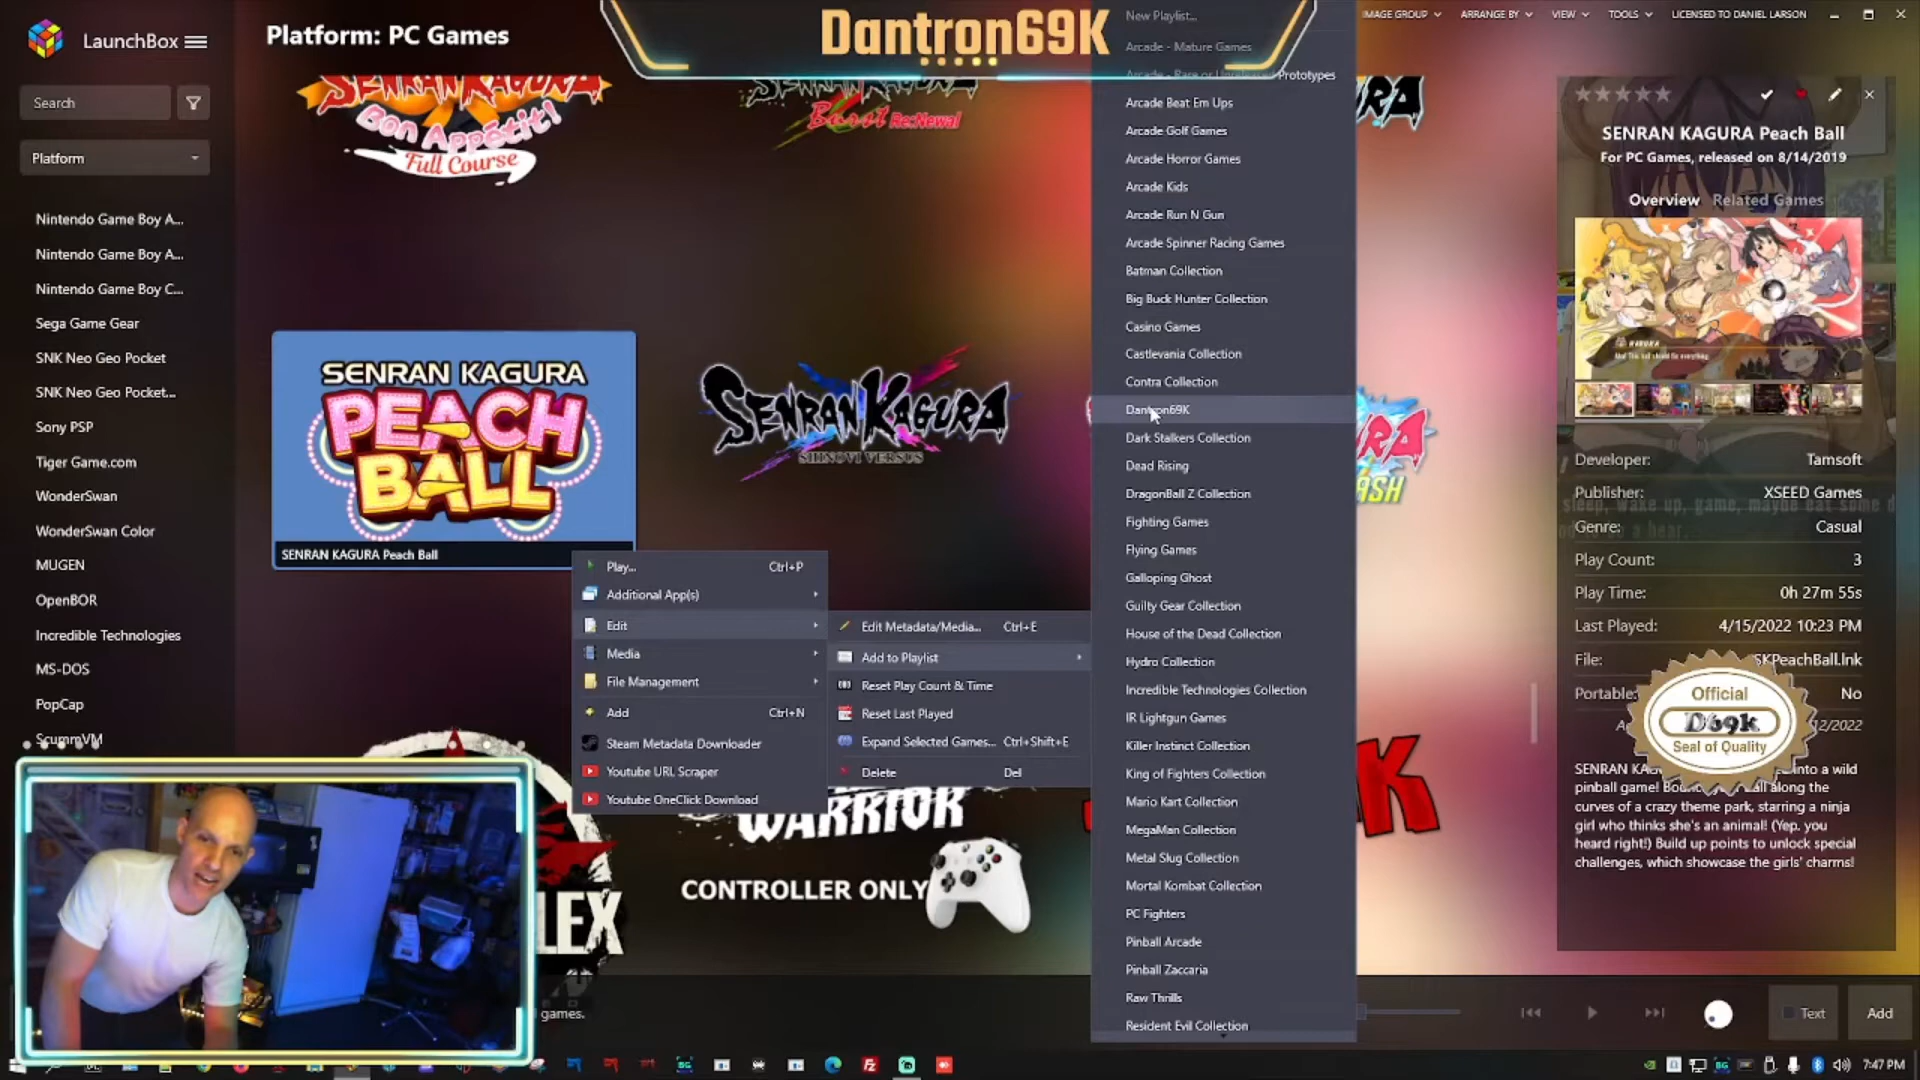 LaunchBox
Platform: PC Games
Dantron69K
IMAGE GROUP
ARRANGE BY
VIEW
TOOLS
LICENSED TO DANIEL LARSON
Search
Platform
Nintendo Game Boy A...
Nintendo Game Boy A...
Nintendo Game Boy C...
Sega Game Gear
SNK Neo Geo Pocket
SNK Neo Geo Pocket...
Sony PSP
Tiger Game.com
WonderSwan
WonderSwan Color
MUGEN
OpenBOR
Incredible Technologies
MS-DOS
PopCap
ScummVM
SENRAN KAGURA
Bon Appétit!
Full Course
SENRAN KAGURA
Burst Re:Newal
SENRAN KAGURA
PEACH
BALL
SENRAN KAGURA Peach Ball
SENRAN KAGURA
SHINOVI VERSUS
WARRIOR
CONTROLLER ONLY
games.
Play... Ctrl+P
Additional App(s)
Edit
Media
File Management
Add Ctrl+N
Steam Metadata Downloader
Youtube URL Scraper
Youtube OneClick Download
Edit Metadata/Media... Ctrl+E
Add to Playlist
Reset Play Count & Time
Reset Last Played
Expand Selected Games... Ctrl+Shift+E
Delete Del
New Playlist...
Arcade - Mature Games
Arcade - Rare or Unreleased Prototypes
Arcade Beat Em Ups
Arcade Golf Games
Arcade Horror Games
Arcade Kids
Arcade Run N Gun
Arcade Spinner Racing Games
Batman Collection
Big Buck Hunter Collection
Casino Games
Castlevania Collection
Contra Collection
Dantron69K
Dark Stalkers Collection
Dead Rising
DragonBall Z Collection
Fighting Games
Flying Games
Galloping Ghost
Guilty Gear Collection
House of the Dead Collection
Hydro Collection
Incredible Technologies Collection
IR Lightgun Games
Killer Instinct Collection
King of Fighters Collection
Mario Kart Collection
MegaMan Collection
Metal Slug Collection
Mortal Kombat Collection
PC Fighters
Pinball Arcade
Pinball Zaccaria
Raw Thrills
Resident Evil Collection
SENRAN KAGURA Peach Ball
For PC Games, released on 8/14/2019
Overview Related Games
Developer: Tamsoft
Publisher: XSEED Games
Genre: Casual
Play Count: 3
Play Time: 0h 27m 55s
Last Played: 4/15/2022 10:23 PM
File: SKPeachBall.lnk
Portable: No
Official
D69k
Seal of Quality
SENRAN KA into a wild
pinball game! Bounce your ball along the
curves of a crazy theme park, starring a ninja
girl who thinks she's an animal! (Yep. you
heard right!) Build up points to unlock special
challenges, which showcase the girls' charms!
Text
Add
7:47 PM